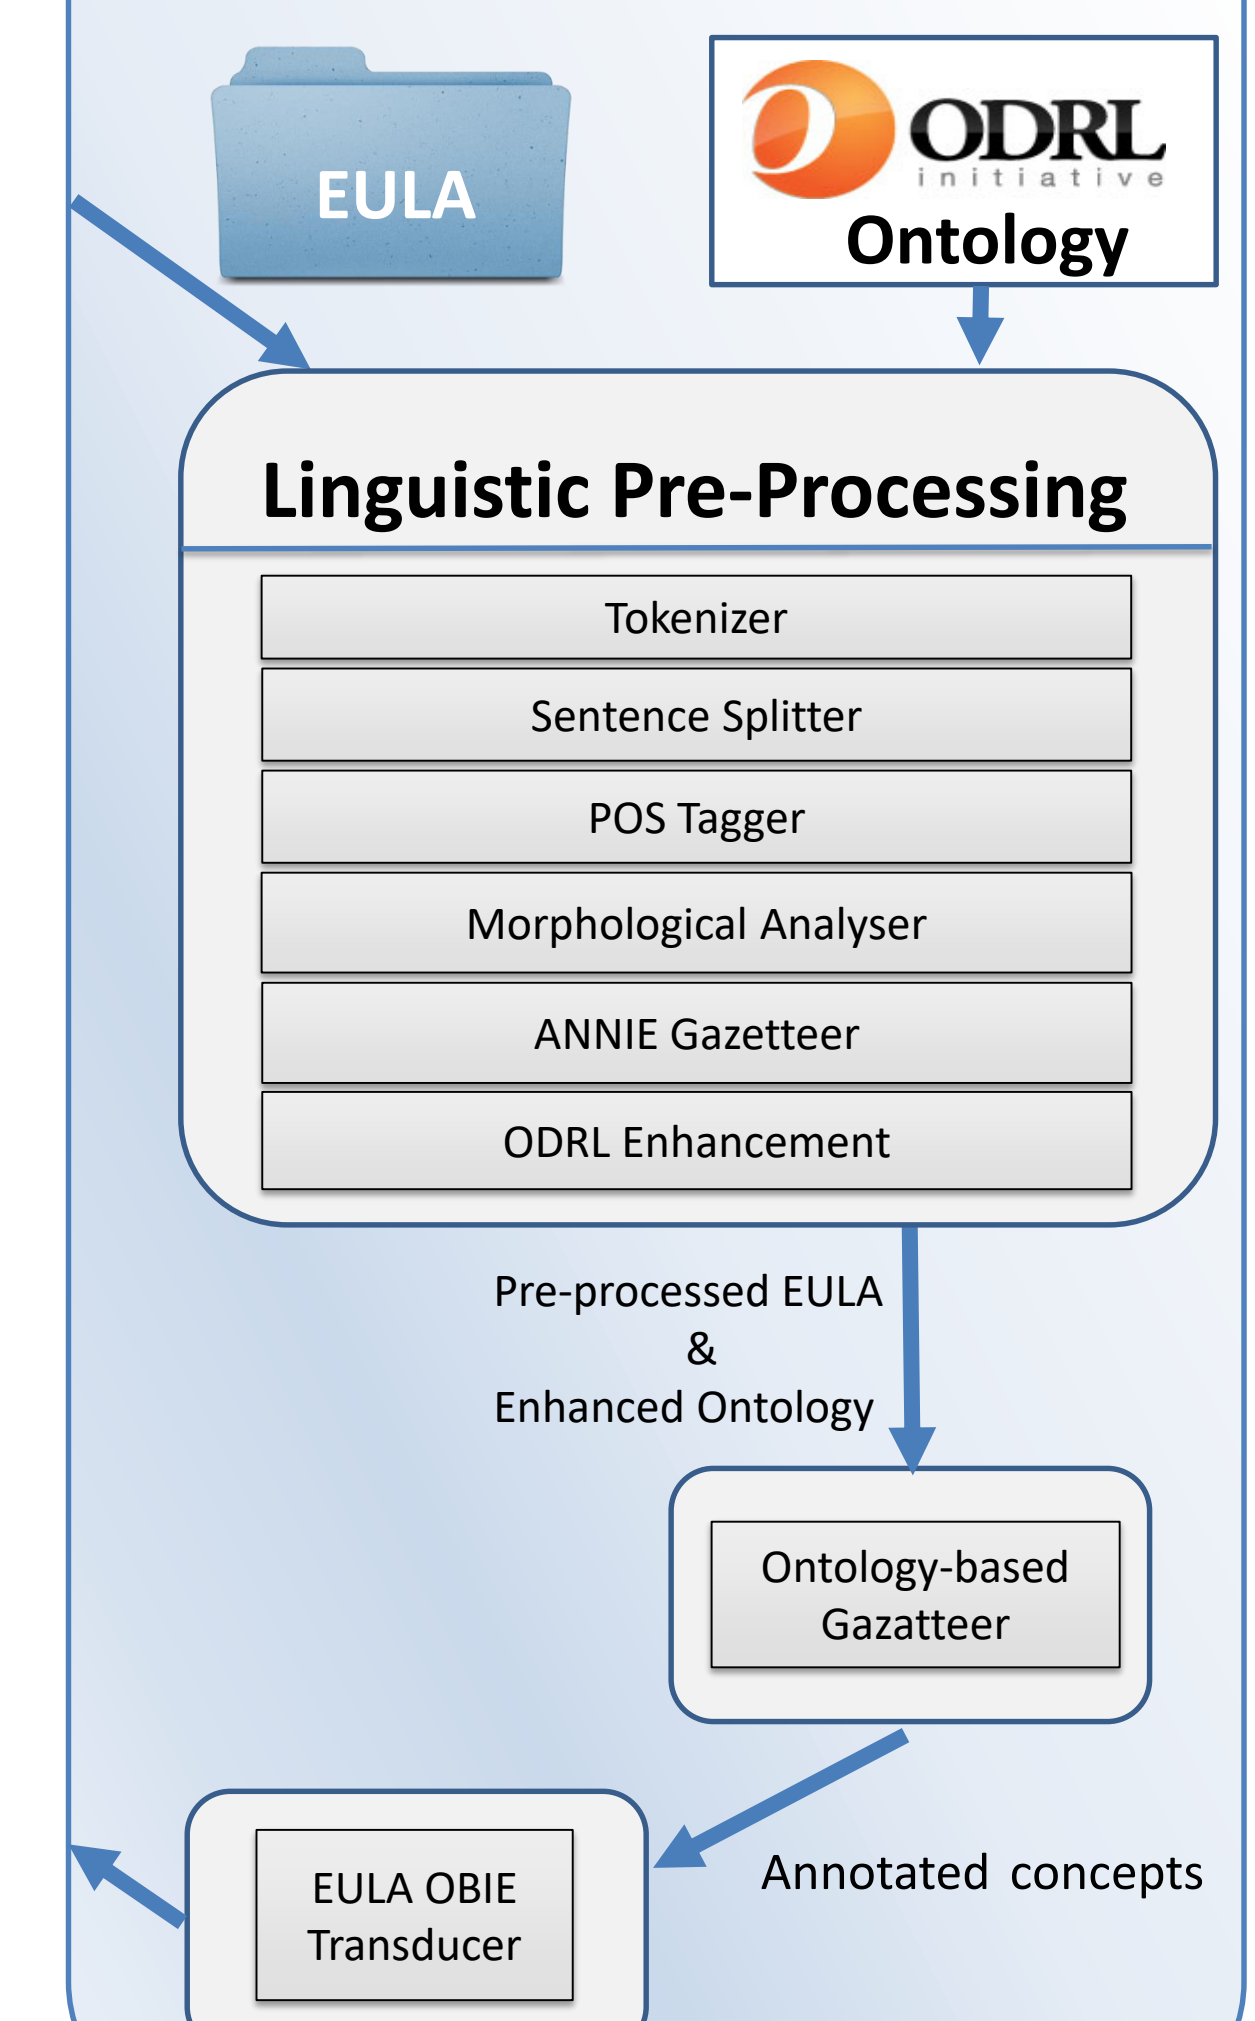 EULA
ODRL
initiative
Ontology
Linguistic Pre-Processing
Tokenizer
Sentence Splitter
POS Tagger
Morphological Analyser
ANNIE Gazetteer
ODRL Enhancement
Pre-processed EULA
&
Enhanced Ontology
Ontology-based
Gazatteer
Annotated concepts
EULA OBIE
Transducer